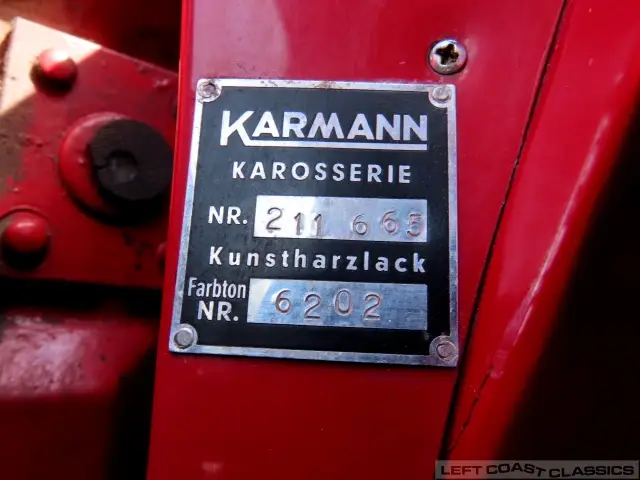 KARMANN
KAROSSERIE
NR. 211 665
Kunstharzlack
Farbton
NR. 6202
LEFT COAST CLASSICS